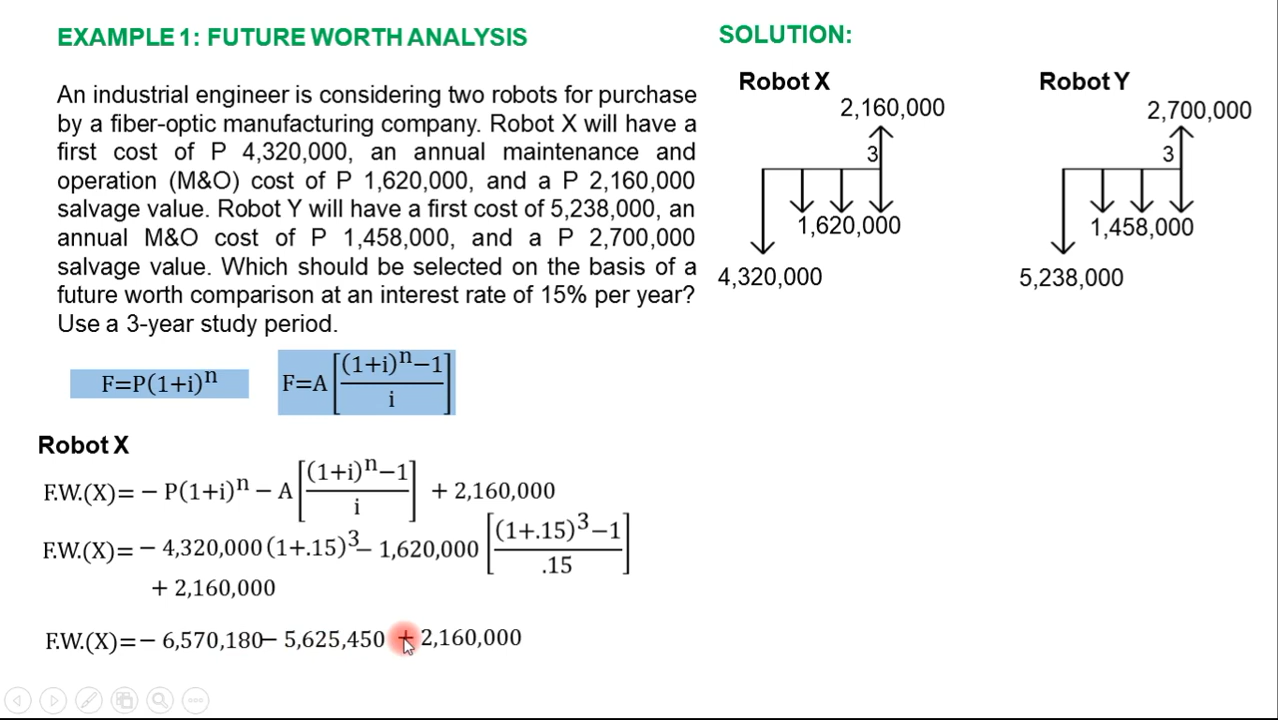 EXAMPLE 1: FUTURE WORTH ANALYSIS
An industrial engineer is considering two robots for purchase
by a fiber-optic manufacturing company. Robot X will have a
first cost of P 4,320,000, an annual maintenance and
operation (M&O) cost of P 1,620,000, and a P 2,160,000
salvage value. Robot Y will have a first cost of 5,238,000, an
annual M&O cost of P 1,458,000, and a P 2,700,000
salvage value. Which should be selected on the basis of a
future worth comparison at an interest rate of 15% per year?
Use a 3-year study period.
F=P(1+i)^n
F=A[((1+i)^n−1)/i]
Robot X
F.W.(X)= − P(1+i)^n − A[((1+i)^n−1)/i] + 2,160,000
F.W.(X)= − 4,320,000 (1+.15)^3− 1,620,000 [((1+.15)^3−1)/.15]
+ 2,160,000
F.W.(X)=− 6,570,180− 5,625,450 + 2,160,000
SOLUTION:
Robot X
2,160,000
3
1,620,000
4,320,000
Robot Y
2,700,000
3
1,458,000
5,238,000